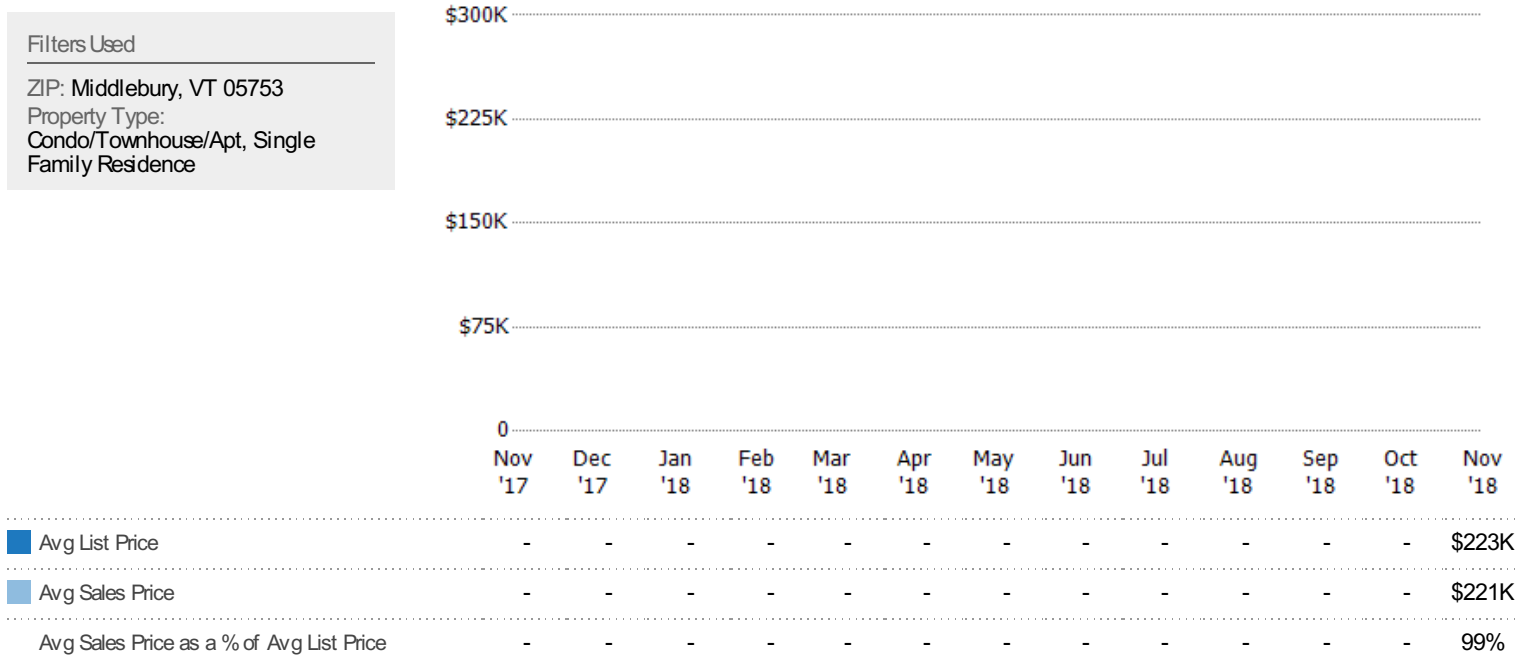 Filters Used
ZIP: Middlebury, VT 05753
Property Type:
Condo/Townhouse/Apt, Single
Family Residence
$300K
$225K
$150K
$75K
0
Nov Dec Jan Feb Mar Apr May Jun Jul Aug Sep Oct Nov
'17 '17 '18 '18 '18 '18 '18 '18 '18 '18 '18 '18 '18
Avg List Price - - - - - - - - - - - - $223K
Avg Sales Price - - - - - - - - - - - - $221K
Avg Sales Price as a % of Avg List Price - - - - - - - - - - - - 99%